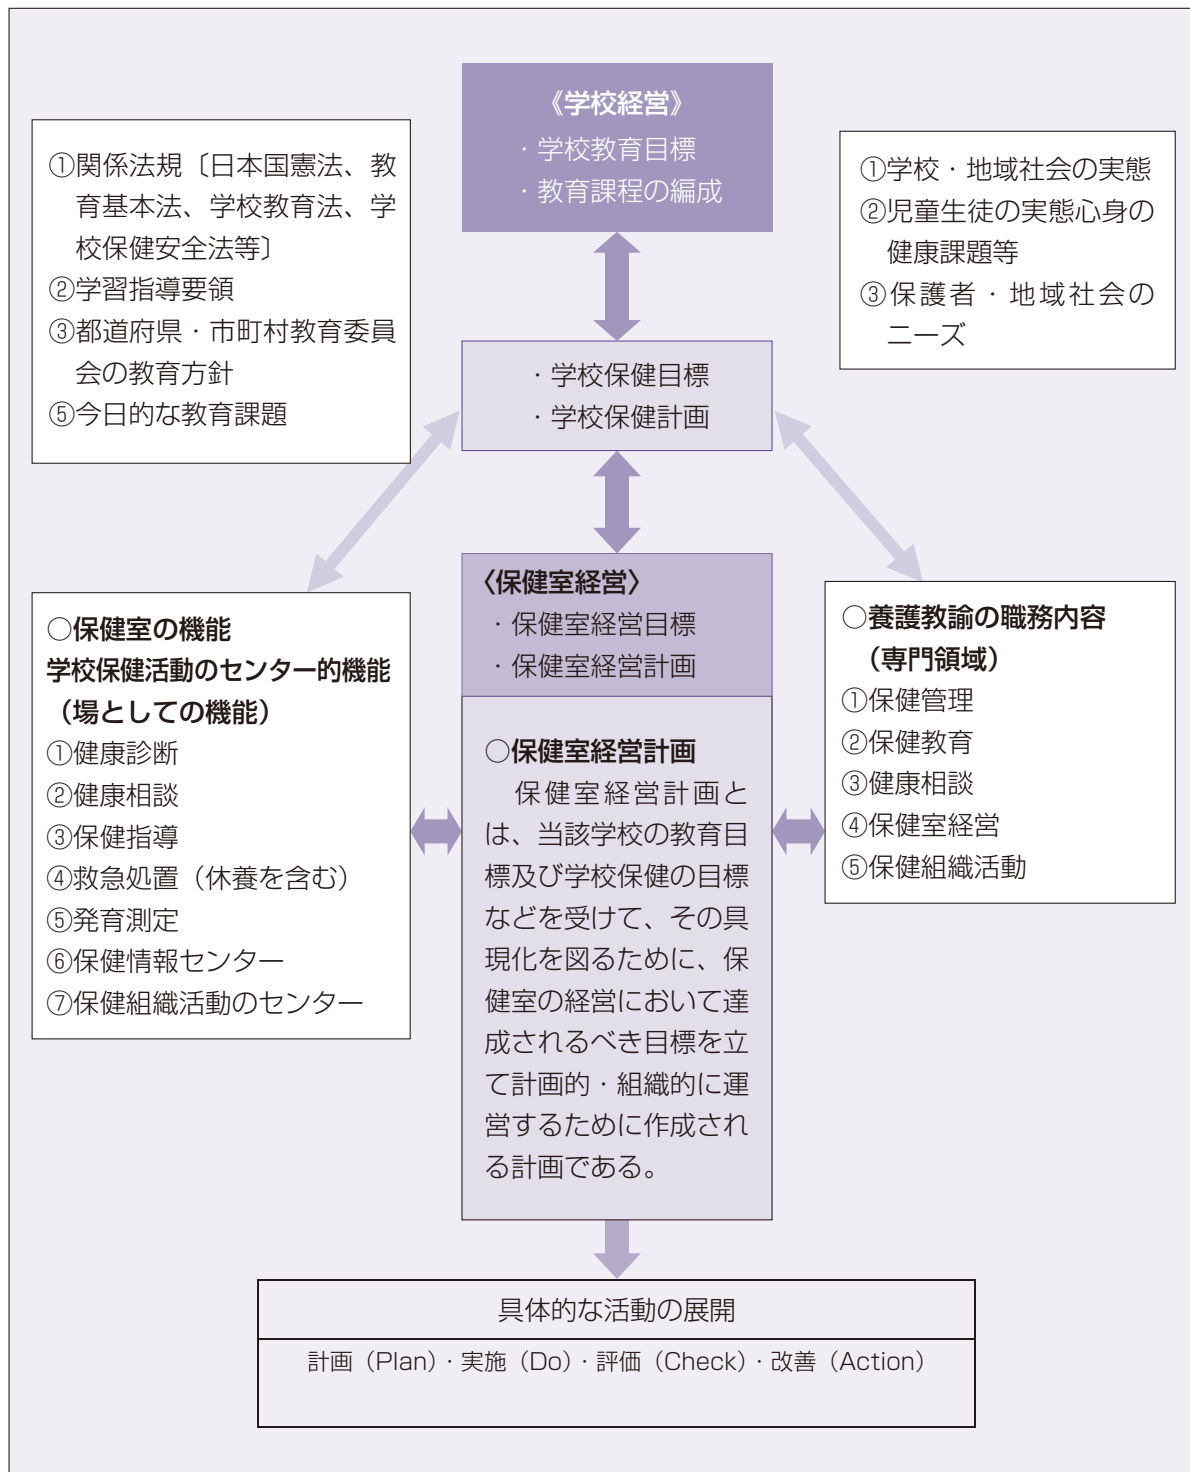 《学校経営》
・学校教育目標
・教育課程の編成
①関係法規〔日本国憲法、教
育基本法、学校教育法、学
校保健安全法等〕
②学習指導要領
③都道府県・市町村教育委員
会の教育方針
⑤今日的な教育課題
①学校・地域社会の実態
②児童生徒の実態心身の
健康課題等
③保護者・地域社会の
ニーズ
・学校保健目標
・学校保健計画
〈保健室経営〉
・保健室経営目標
・保健室経営計画
○保健室の機能
学校保健活動のセンター的機能
（場としての機能）
①健康診断
②健康相談
③保健指導
④救急処置（休養を含む）
⑤発育測定
⑥保健情報センター
⑦保健組織活動のセンター
○保健室経営計画
保健室経営計画と
は、当該学校の教育目
標及び学校保健の目標
などを受けて、その具
現化を図るために、保
健室の経営において達
成されるべき目標を立
て計画的・組織的に運
営するために作成され
る計画である。
○養護教諭の職務内容
（専門領域）
①保健管理
②保健教育
③健康相談
④保健室経営
⑤保健組織活動
具体的な活動の展開
計画（Plan）・実施（Do）・評価（Check）・改善（Action）